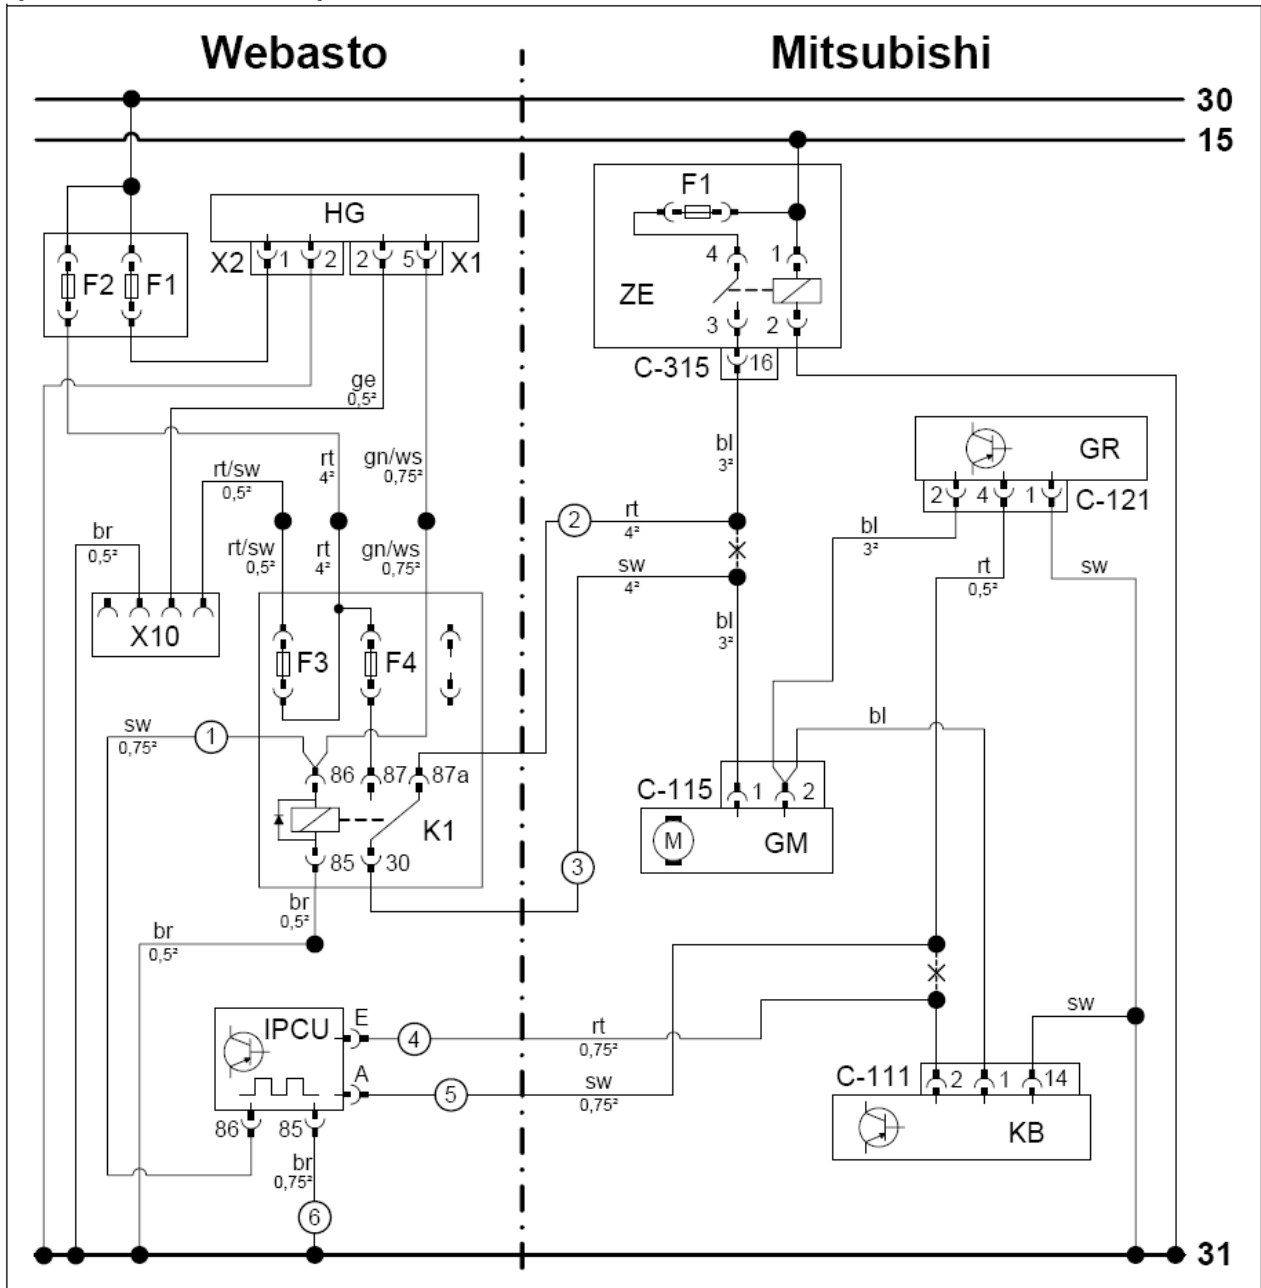 Webasto Mitsubishi
30
15
F1
HG
X2 1 2 2 5 X1
F2 F1
4 1
ZE
3 2
C-315 16
ge
0,5²
rt/sw
0,5²
rt
4²
gn/ws
0,75²
bl
3²
GR
2 4 1 C-121
br
0,5²
rt/sw
0,5²
rt
4²
gn/ws
0,75²
2
rt
4²
bl
3²
sw
4²
rt
0,5²
sw
X10
bl
3²
F3 F4
sw
0,75²
1
bl
86 87 87a
C-115 1 2
K1
M GM
85 30
3
br
0,5²
br
0,5²
IPCU E
4
rt
0,75²
sw
A
5
sw
0,75²
C-111 2 1 14
86 85
KB
br
0,75²
6
31